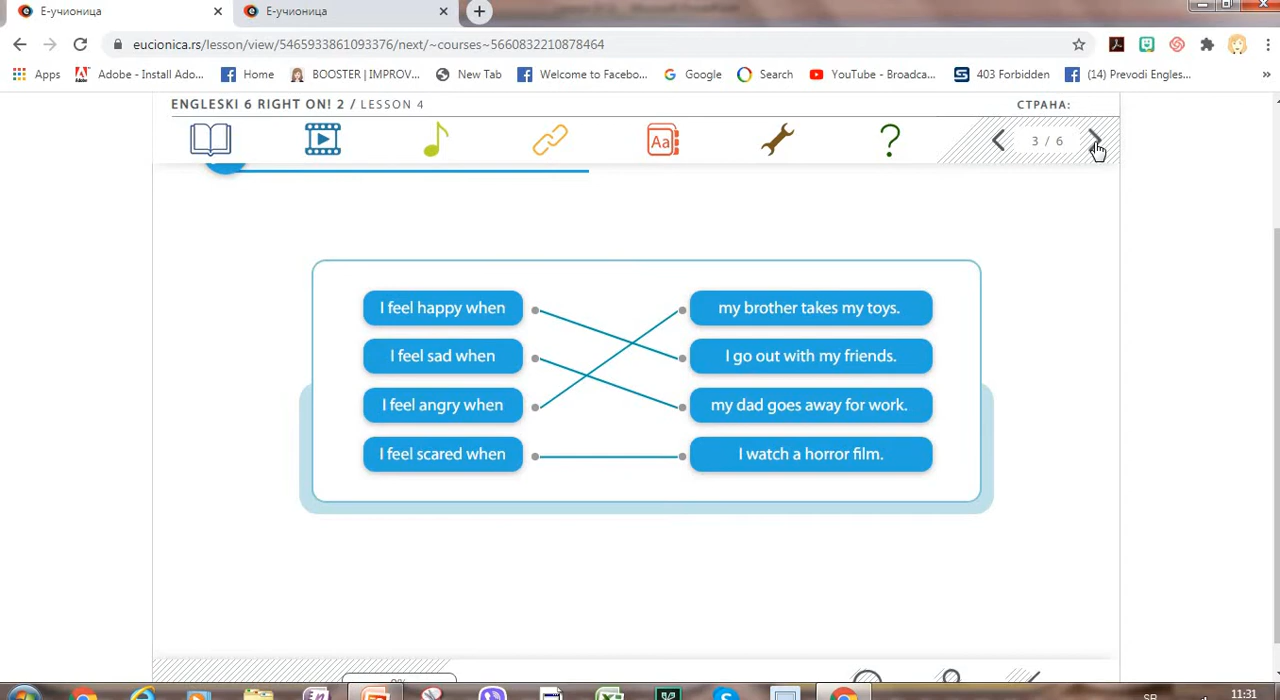 Е-учионица
Е-учионица
eucionica.rs/lesson/view/5465933861093376/next/~courses~5660832210878464
Apps
Adobe - Install Ado...
Home
BOOSTER | IMPROV...
New Tab
Welcome to Facebo...
Google
Search
YouTube - Broadca...
403 Forbidden
(14) Prevodi Engles...
»
ENGLESKI 6 RIGHT ON! 2 / LESSON 4
СТРАНА:
Aa
?
3 / 6
I feel happy when
my brother takes my toys.
I feel sad when
I go out with my friends.
I feel angry when
my dad goes away for work.
I feel scared when
I watch a horror film.
SR
11:31